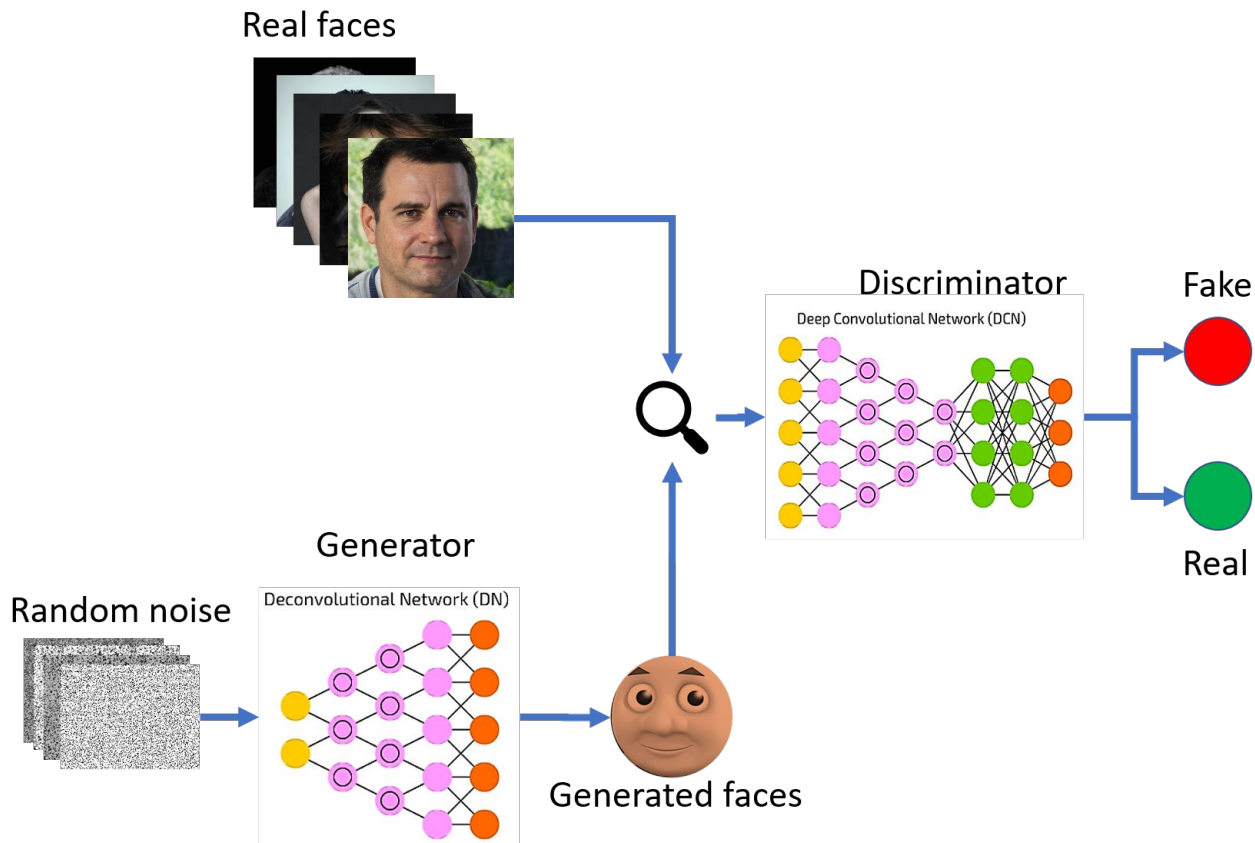 Real faces
Discriminator
Fake
Deep Convolutional Network (DCN)
Generator
Real
Deconvolutional Network (DN)
Random noise
Generated faces